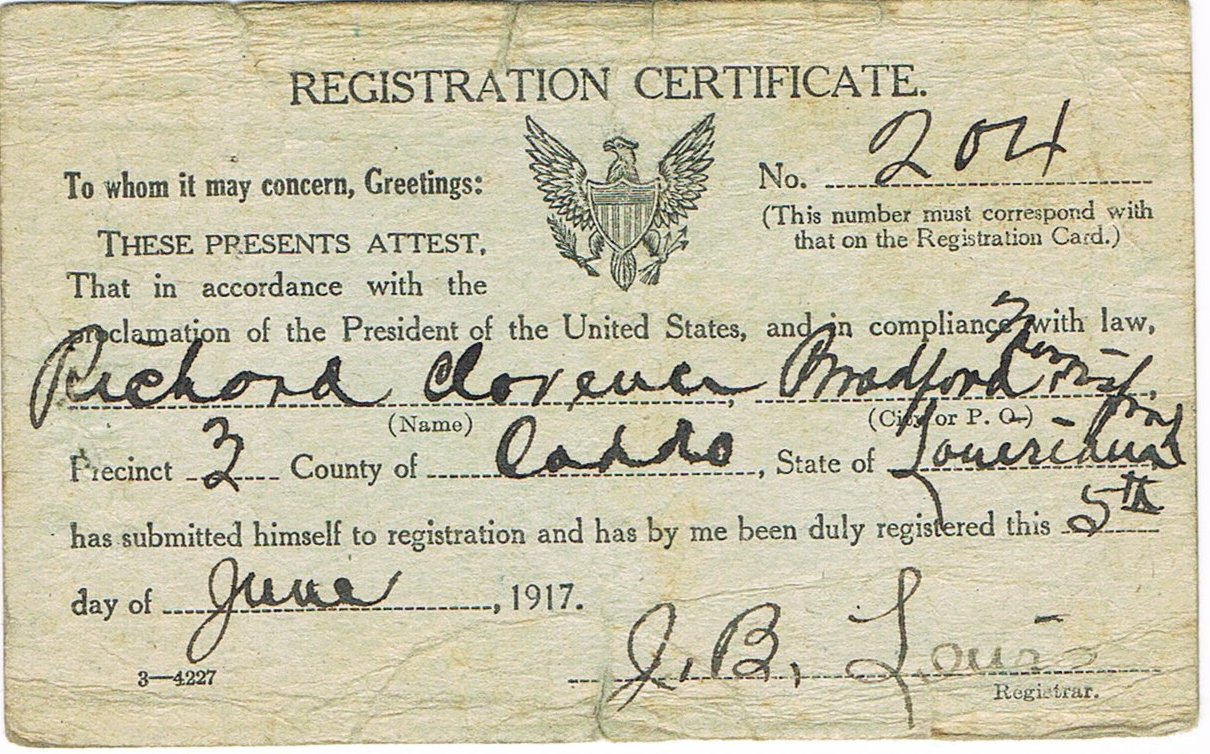 REGISTRATION CERTIFICATE.
To whom it may concern, Greetings:
No. 204
(This number must correspond with
that on the Registration Card.)
THESE PRESENTS ATTEST,
That in accordance with the
proclamation of the President of the United States, and in compliance with law,
Richard Clarence Bradford,
(Name) (City or P. O.)
Precinct 3 County of Caddo, State of Louisiana
has submitted himself to registration and has by me been duly registered this 5th
day of June, 1917.
J. B. Louis
3—4227 Registrar.